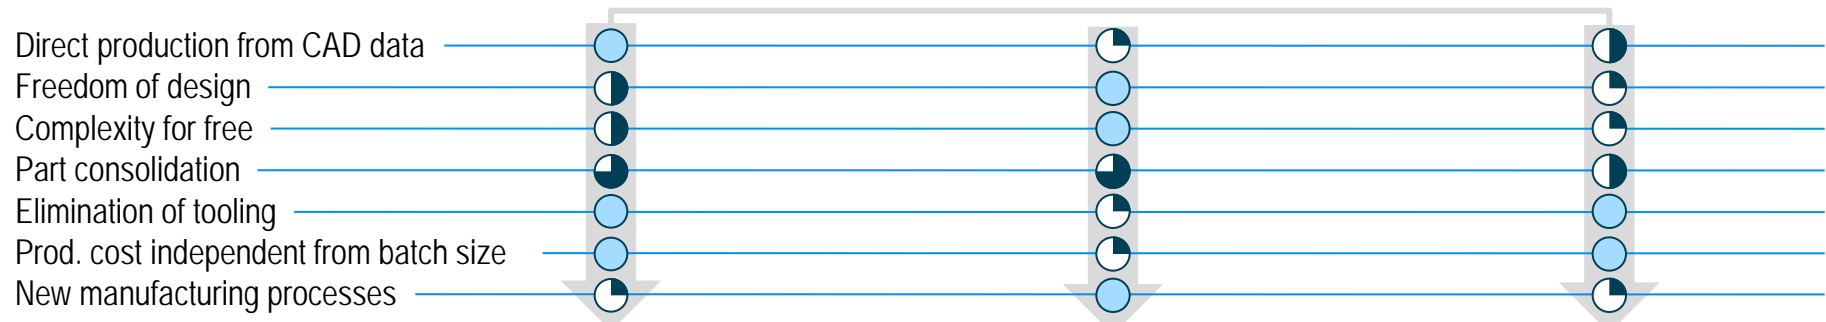 Direct production from CAD data
Freedom of design
Complexity for free
Part consolidation
Elimination of tooling
Prod. cost independent from batch size
New manufacturing processes